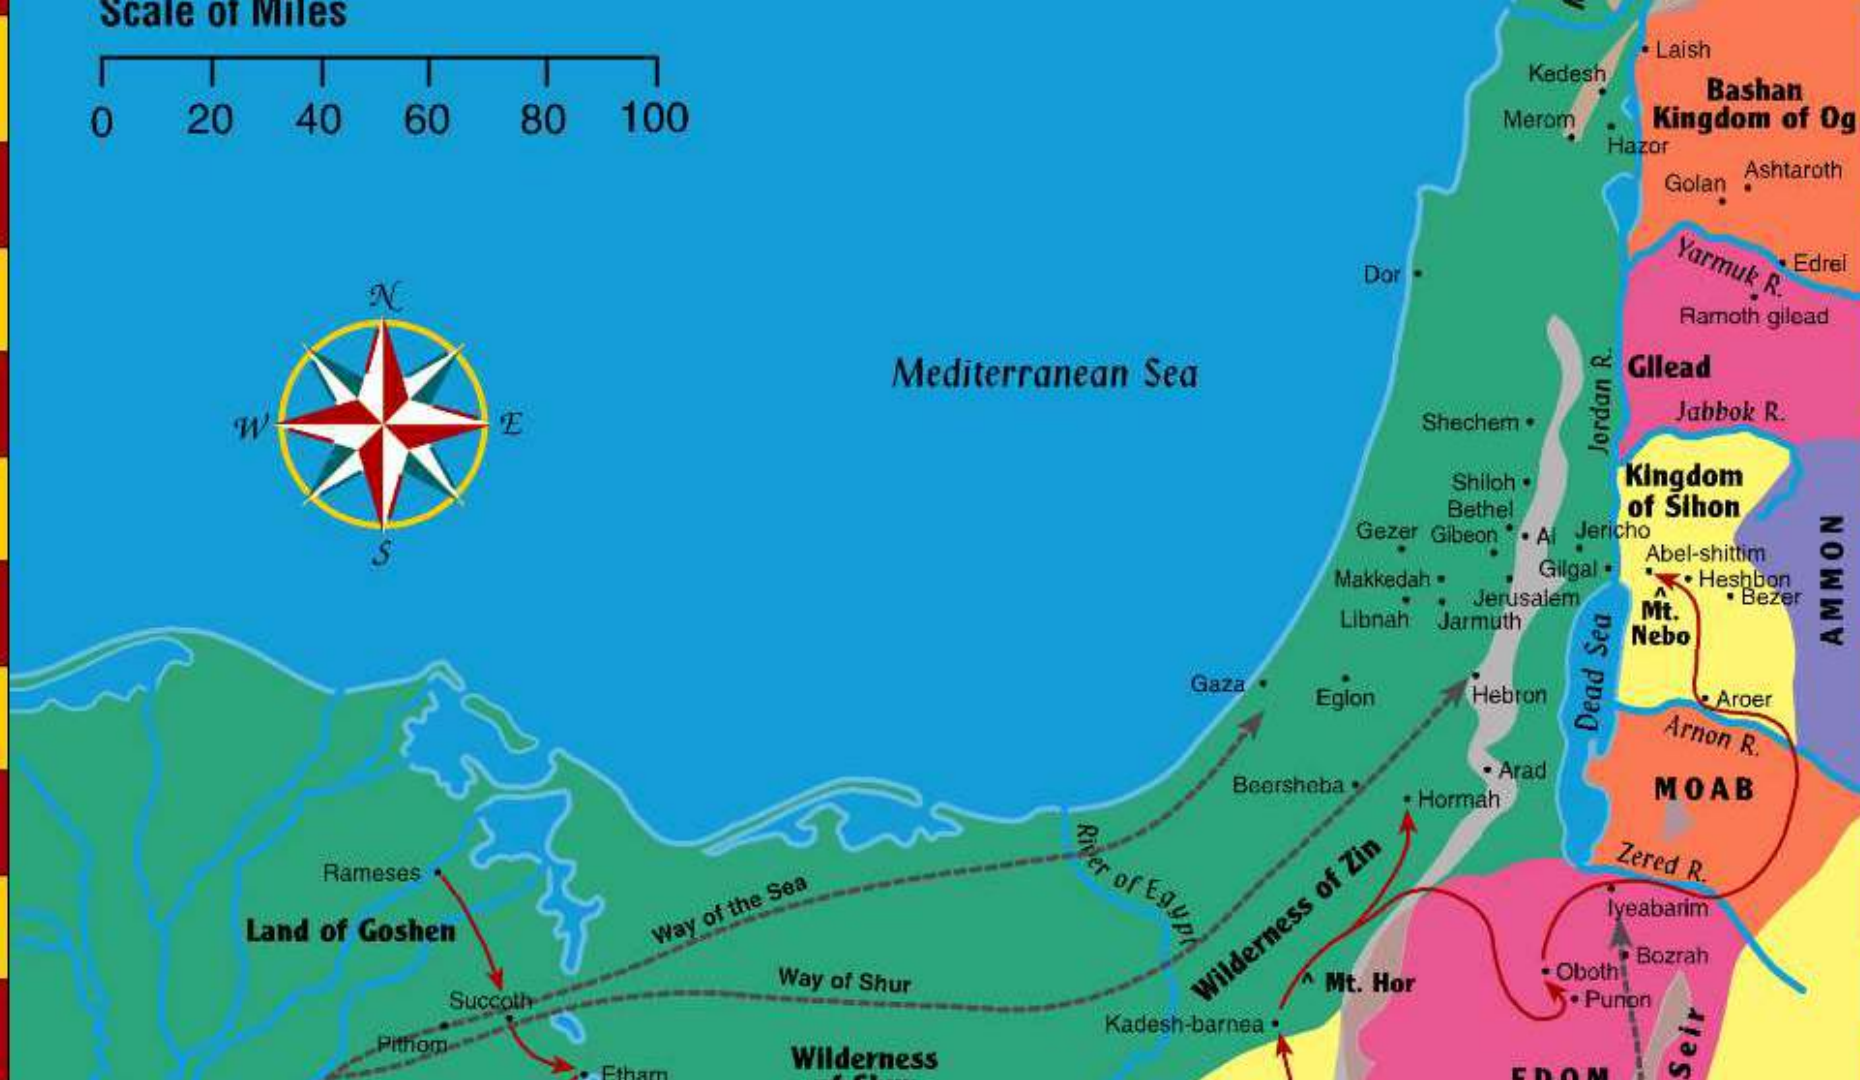 Scale of Miles
0 20 40 60 80 100
N
W
E
S
Mediterranean Sea
Laish
Kedesh
Bashan
Kingdom of Og
Merom
Hazor
Ashtaroth
Golan
Yarmuk R.
Edrei
Dor
Ramoth gilead
Jordan R.
Gilead
Jabbok R.
Shechem
Kingdom
of Sihon
Shiloh
Bethel
Gezer
Gibeon
Ai
Jericho
AMMON
Abel-shittim
Makkedah
Gilgal
Heshbon
Jerusalem
^
Bezer
Mt.
Nebo
Libnah
Jarmuth
Dead Sea
Gaza
Eglon
Hebron
Aroer
Arnon R.
Arad
Beersheba
Hormah
MOAB
River of Egypt
Zered R.
Rameses
Way of the Sea
Wilderness of Zin
Iyeabarim
Land of Goshen
Bozrah
Way of Shur
^ Mt. Hor
Oboth
Punon
Succoth
Kadesh-barnea
Pithom
Seir
Wilderness
Etham
EDOM